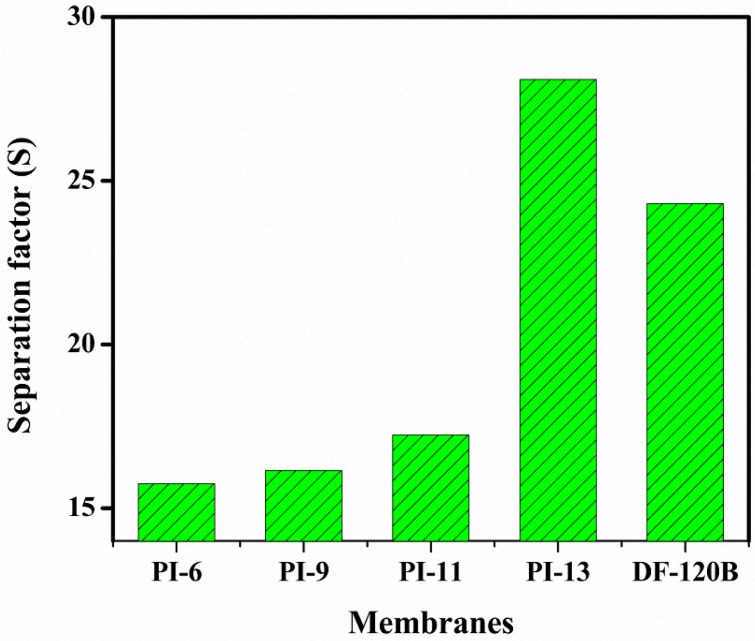 30
25
20
15
Separation factor (S)
PI-6 PI-9 PI-11 PI-13 DF-120B
Membranes